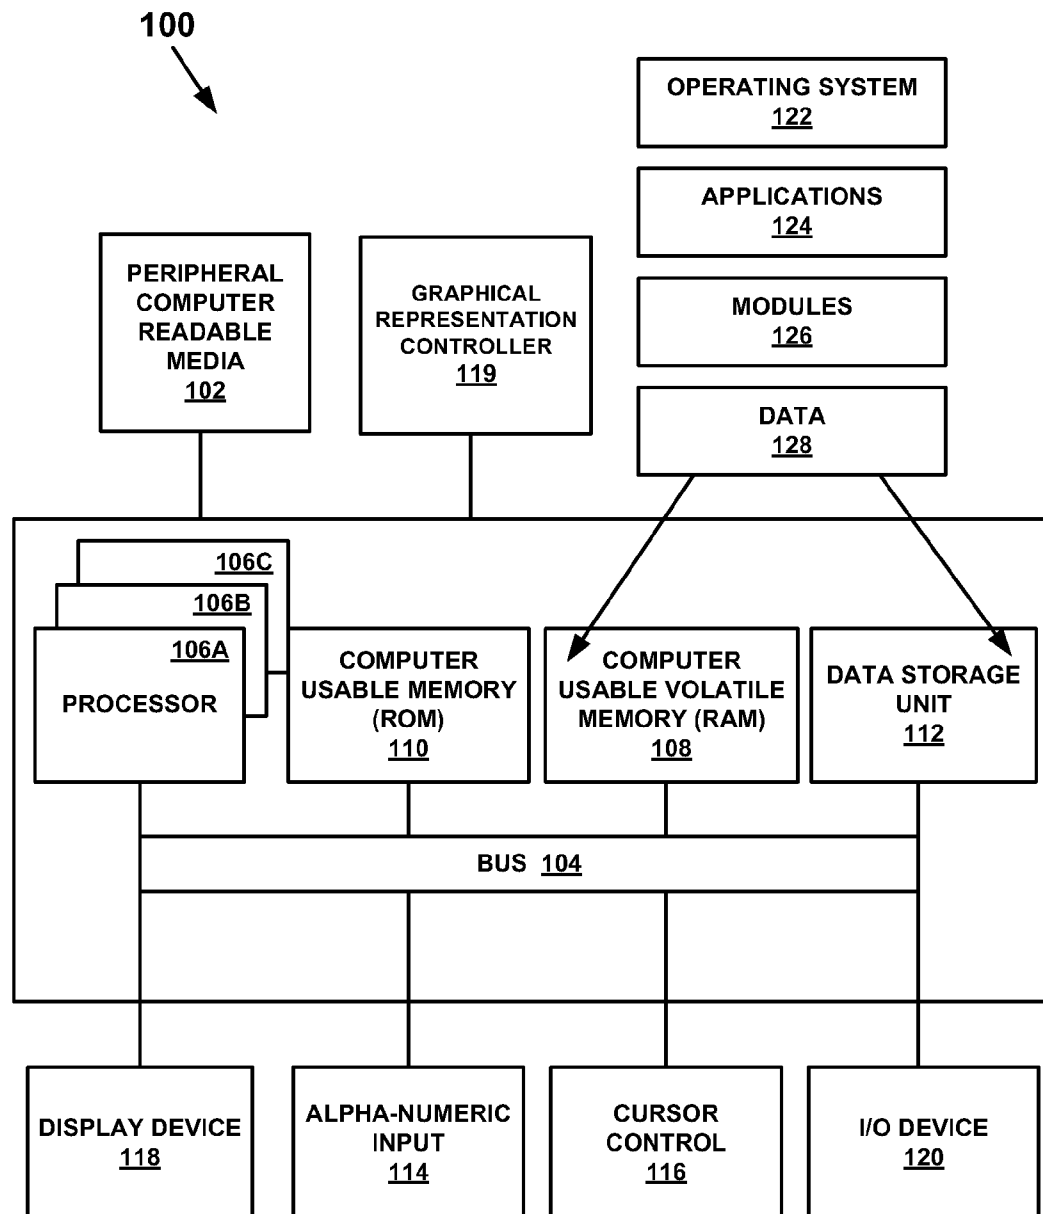 100
OPERATING SYSTEM
122
APPLICATIONS
124
MODULES
126
DATA
128
PERIPHERAL
COMPUTER
READABLE
MEDIA
102
GRAPHICAL
REPRESENTATION
CONTROLLER
119
106C
106B
106A
PROCESSOR
COMPUTER
USABLE MEMORY
(ROM)
110
COMPUTER
USABLE VOLATILE
MEMORY (RAM)
108
DATA STORAGE
UNIT
112
BUS 104
DISPLAY DEVICE
118
ALPHA-NUMERIC
INPUT
114
CURSOR
CONTROL
116
I/O DEVICE
120